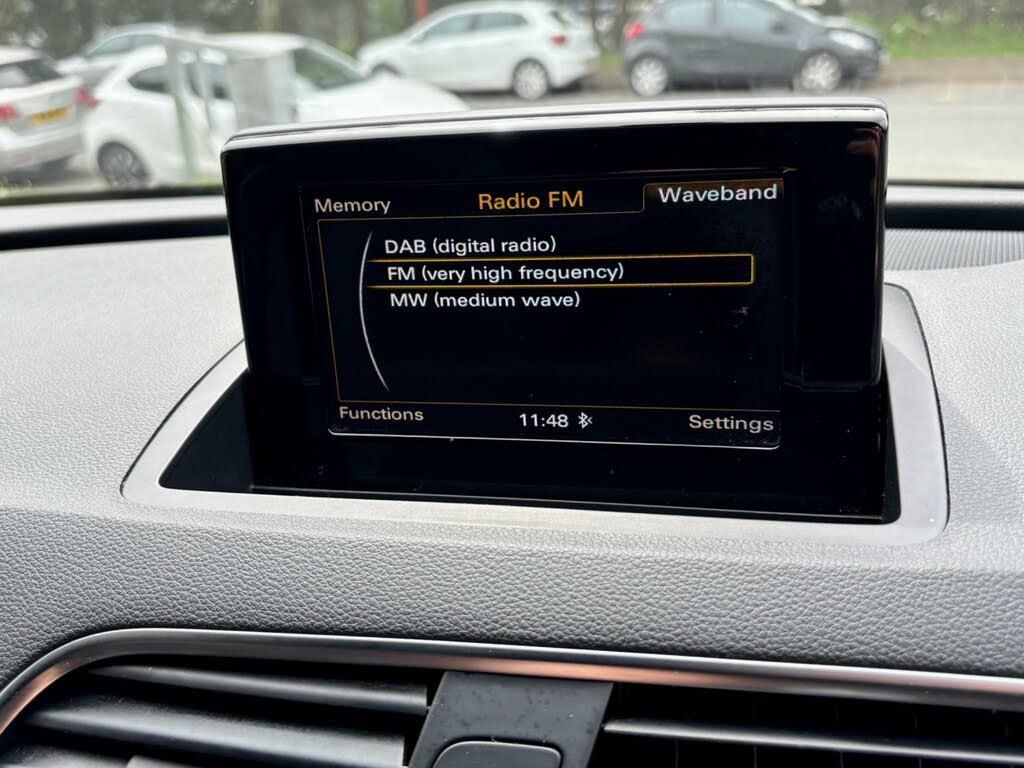 Memory Radio FM Waveband
DAB (digital radio)
FM (very high frequency)
MW (medium wave)
Functions 11:48 Settings